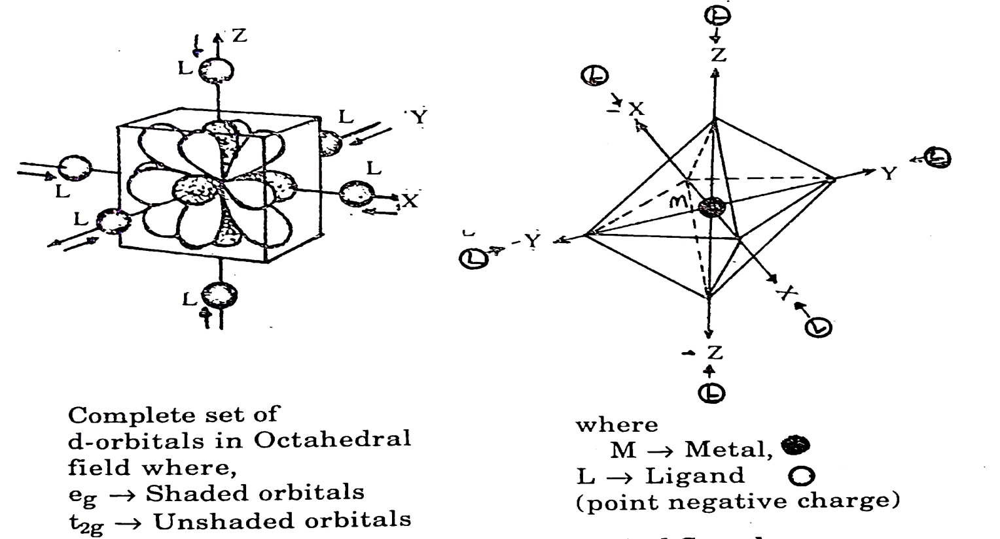 Z
L
L
Y
L
L
X
L
L
Complete set of
d-orbitals in Octahedral
field where,
eg → Shaded orbitals
t2g → Unshaded orbitals
L
Z
L
- X
L
Y
M
L
- Y
L
X
L
- Z
L
where
M → Metal,
L → Ligand
(point negative charge)